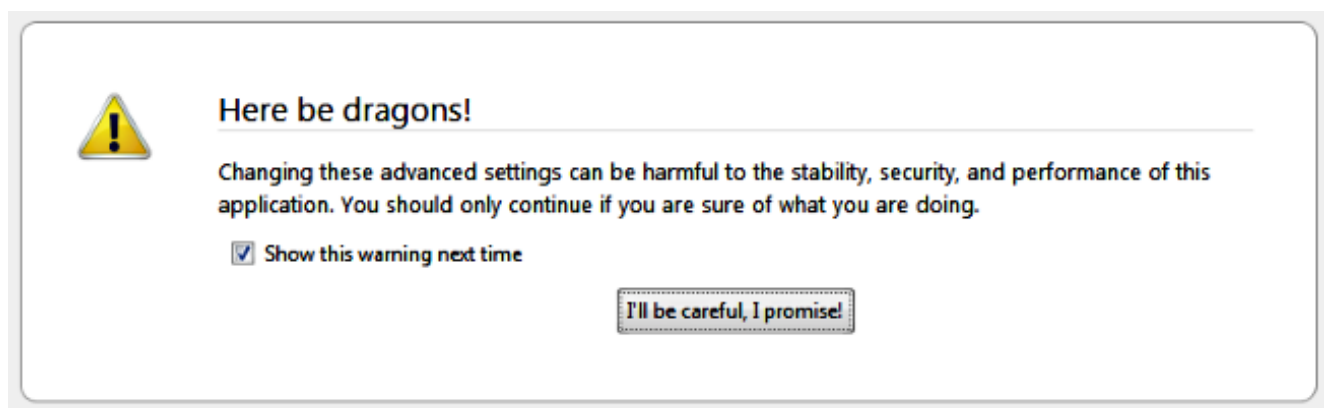 Here be dragons!
Changing these advanced settings can be harmful to the stability, security, and performance of this
application. You should only continue if you are sure of what you are doing.
Show this warning next time
I'll be careful, I promise!